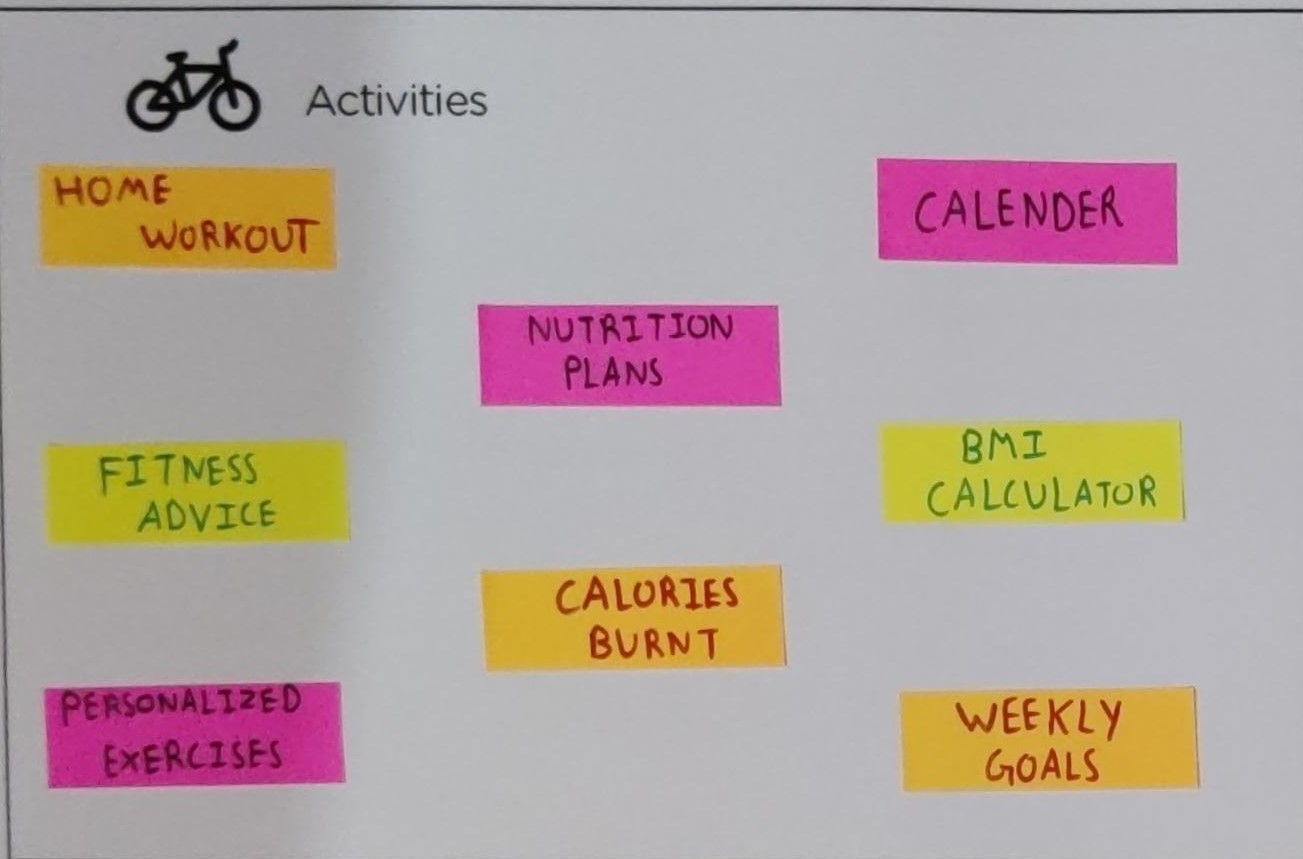 Activities
HOME
WORKOUT
CALENDER
NUTRITION
PLANS
FITNESS
ADVICE
BMI
CALCULATOR
CALORIES
BURNT
PERSONALIZED
EXERCISES
WEEKLY
GOALS